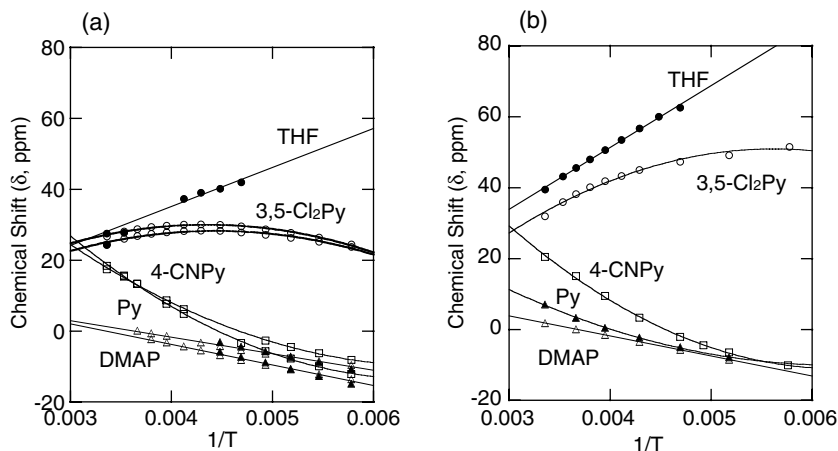 (a)
80
60
40
20
0
-20
0.003
0.004
0.005
0.006
1/T
Chemical Shift (δ, ppm)
THF
3,5-Cl₂Py
4-CNPy
Py
DMAP
(b)
80
60
40
20
0
-20
0.003
0.004
0.005
0.006
1/T
Chemical Shift (δ, ppm)
THF
3,5-Cl₂Py
4-CNPy
Py
DMAP